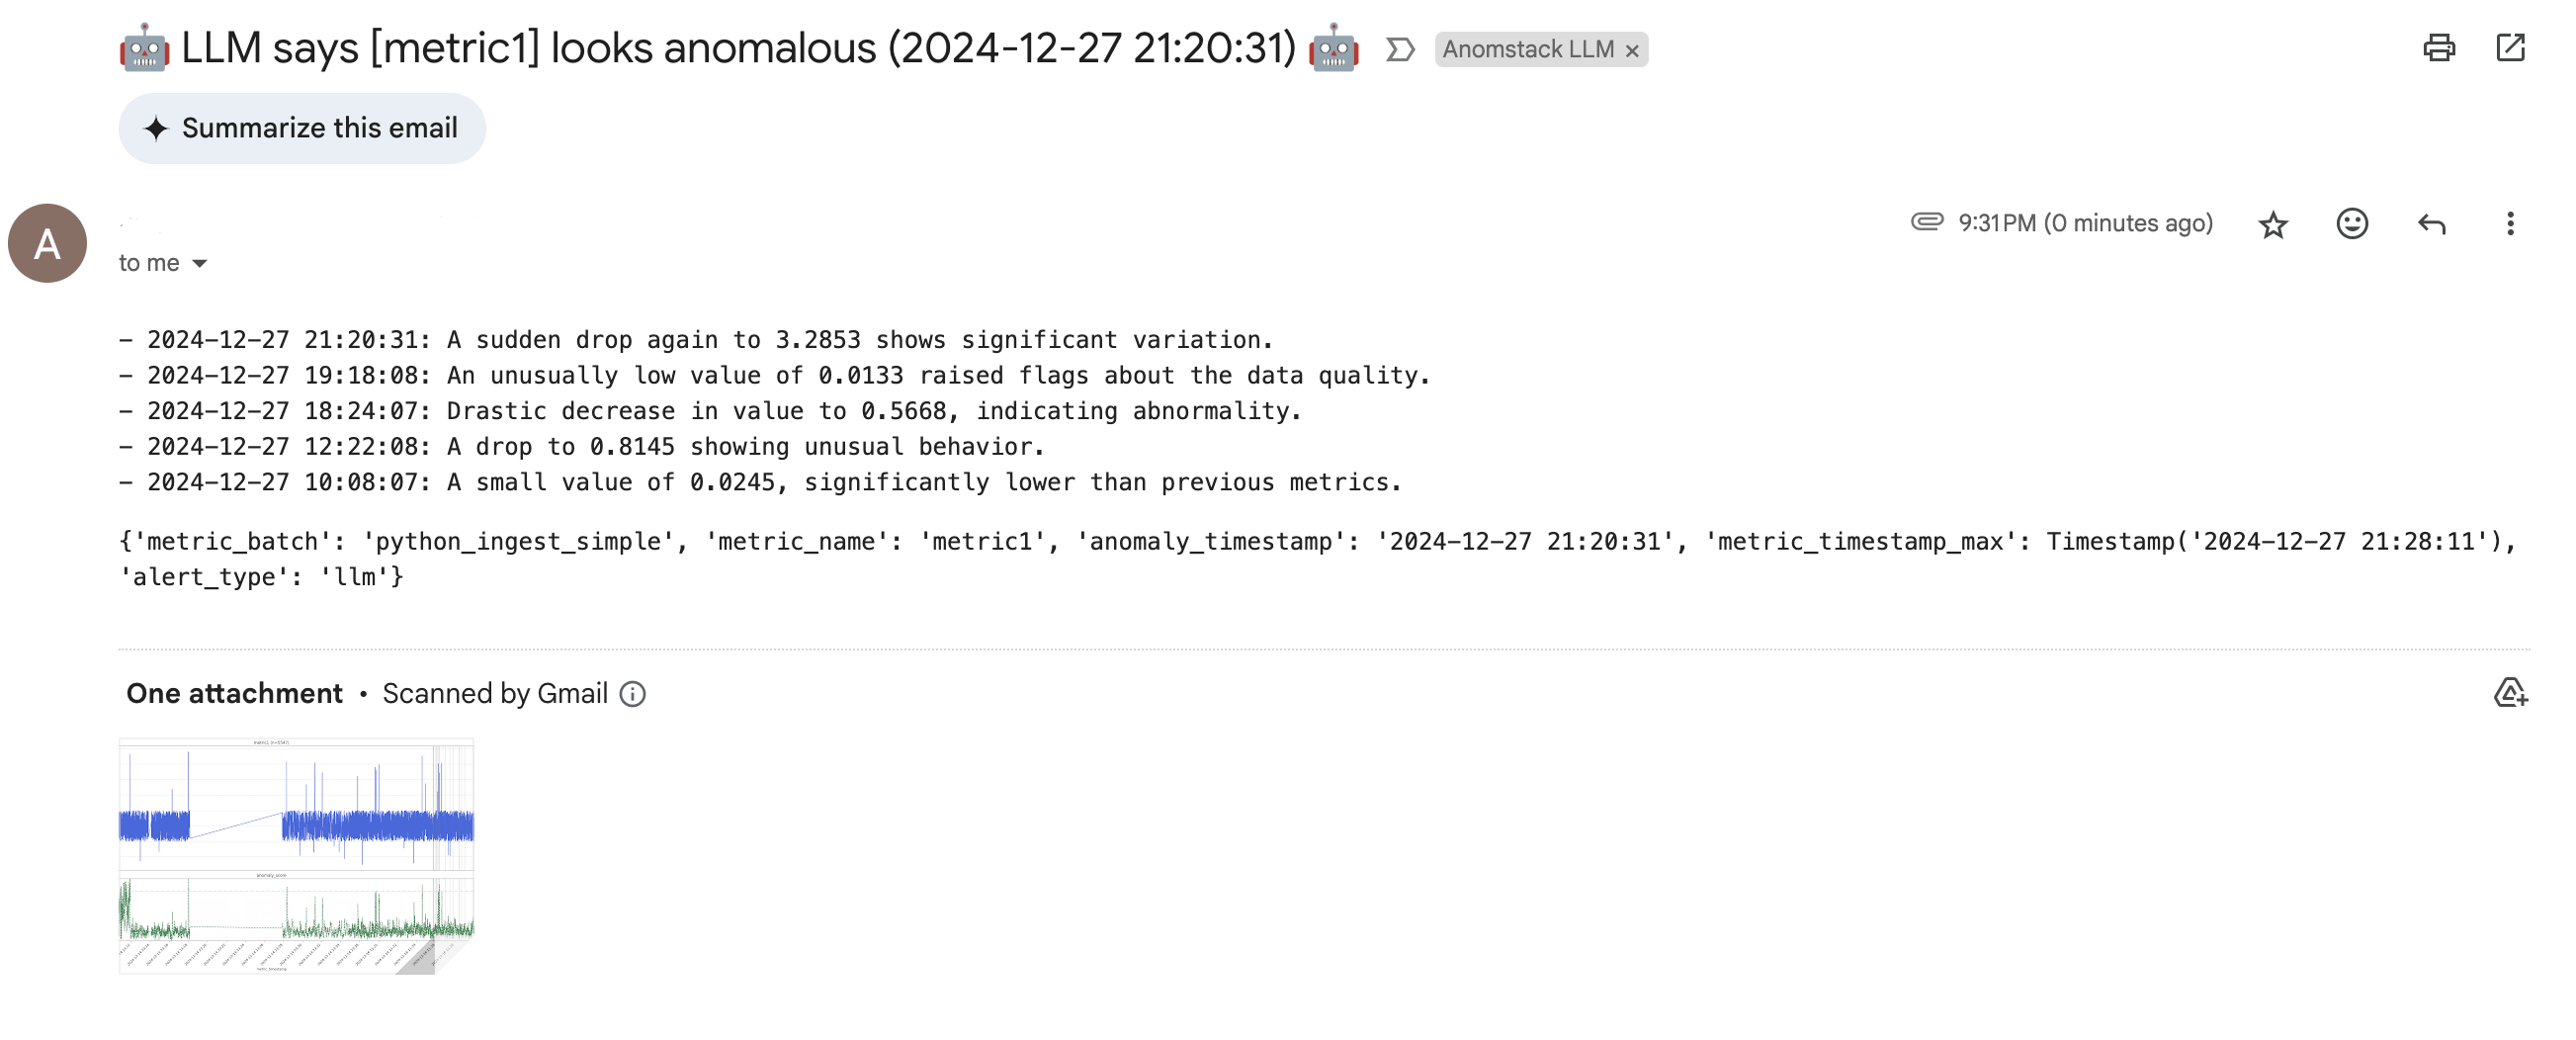 🤖 LLM says [metric1] looks anomalous (2024-12-27 21:20:31) 🤖 Anomstack LLM ×
Summarize this email
A
9:31 PM (0 minutes ago)
to me
– 2024–12–27 21:20:31: A sudden drop again to 3.2853 shows significant variation.
– 2024–12–27 19:18:08: An unusually low value of 0.0133 raised flags about the data quality.
– 2024–12–27 18:24:07: Drastic decrease in value to 0.5668, indicating abnormality.
– 2024–12–27 12:22:08: A drop to 0.8145 showing unusual behavior.
– 2024–12–27 10:08:07: A small value of 0.0245, significantly lower than previous metrics.
{'metric_batch': 'python_ingest_simple', 'metric_name': 'metric1', 'anomaly_timestamp': '2024–12–27 21:20:31', 'metric_timestamp_max': Timestamp('2024–12–27 21:28:11'),
'alert_type': 'llm'}
One attachment • Scanned by Gmail
anomaly_score
metric_timestamp